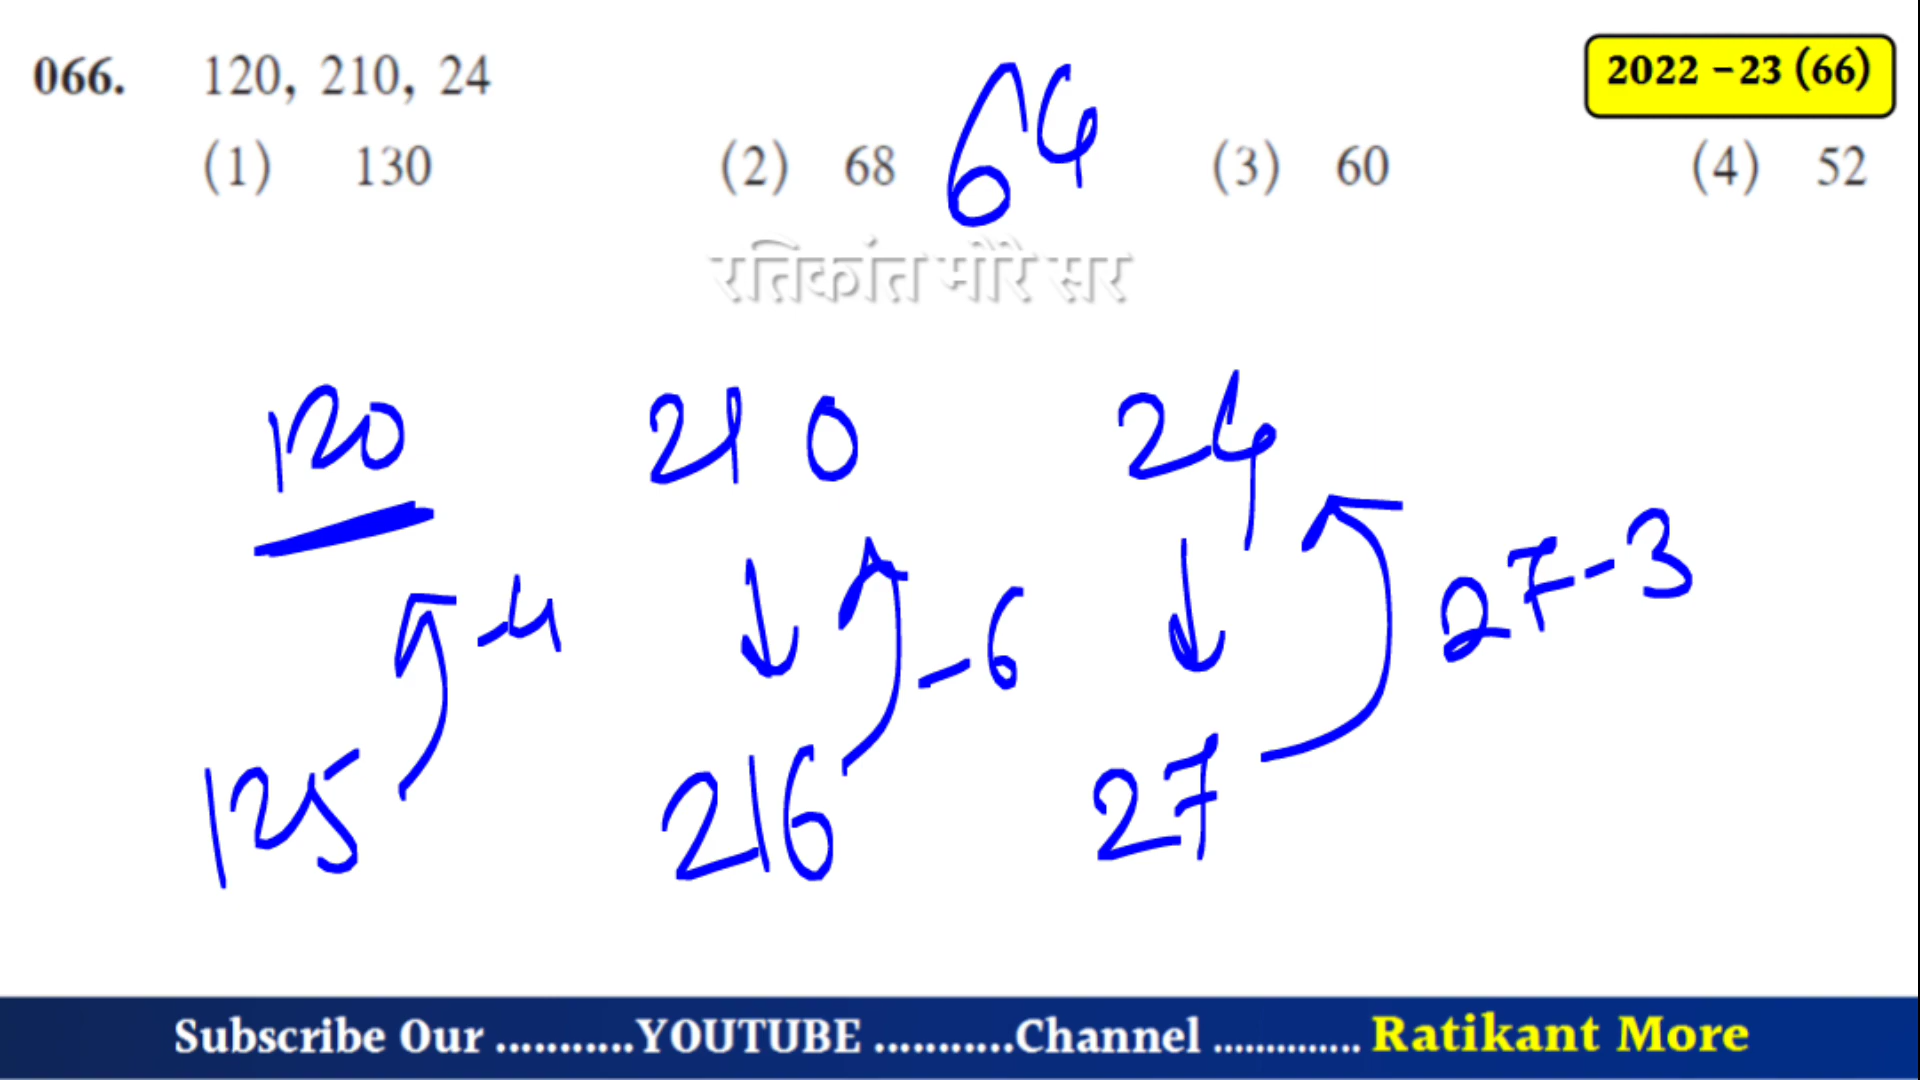 066. 120, 210, 24
2022 – 23 (66)
64
(1) 130 (2) 68 (3) 60 (4) 52
रतिकांत मोरे सर
120 210 24
-4 -6 27-3
125 216 27
Subscribe Our ...........YOUTUBE ...........Channel .............. Ratikant More